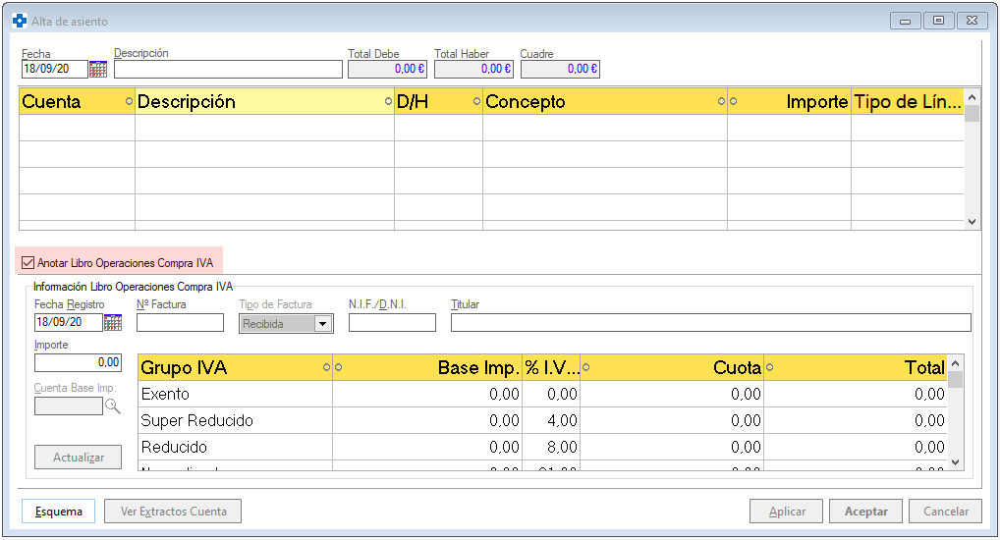 Alta de asiento
Fecha Descripción Total Debe Total Haber Cuadre
18/09/20 0,00 € 0,00 € 0,00 €
Cuenta Descripción D/H Concepto Importe Tipo de Lín...
Anotar Libro Operaciones Compra IVA
Información Libro Operaciones Compra IVA
Fecha Registro Nº Factura Tipo de Factura N.I.F./D.N.I. Titular
18/09/20 Recibida
Importe
0,00
Cuenta Base Imp.
Actualizar
Grupo IVA Base Imp. % I.V... Cuota Total
Exento 0,00 0,00 0,00 0,00
Super Reducido 0,00 4,00 0,00 0,00
Reducido 0,00 8,00 0,00 0,00
Esquema Ver Extractos Cuenta Aplicar Aceptar Cancelar